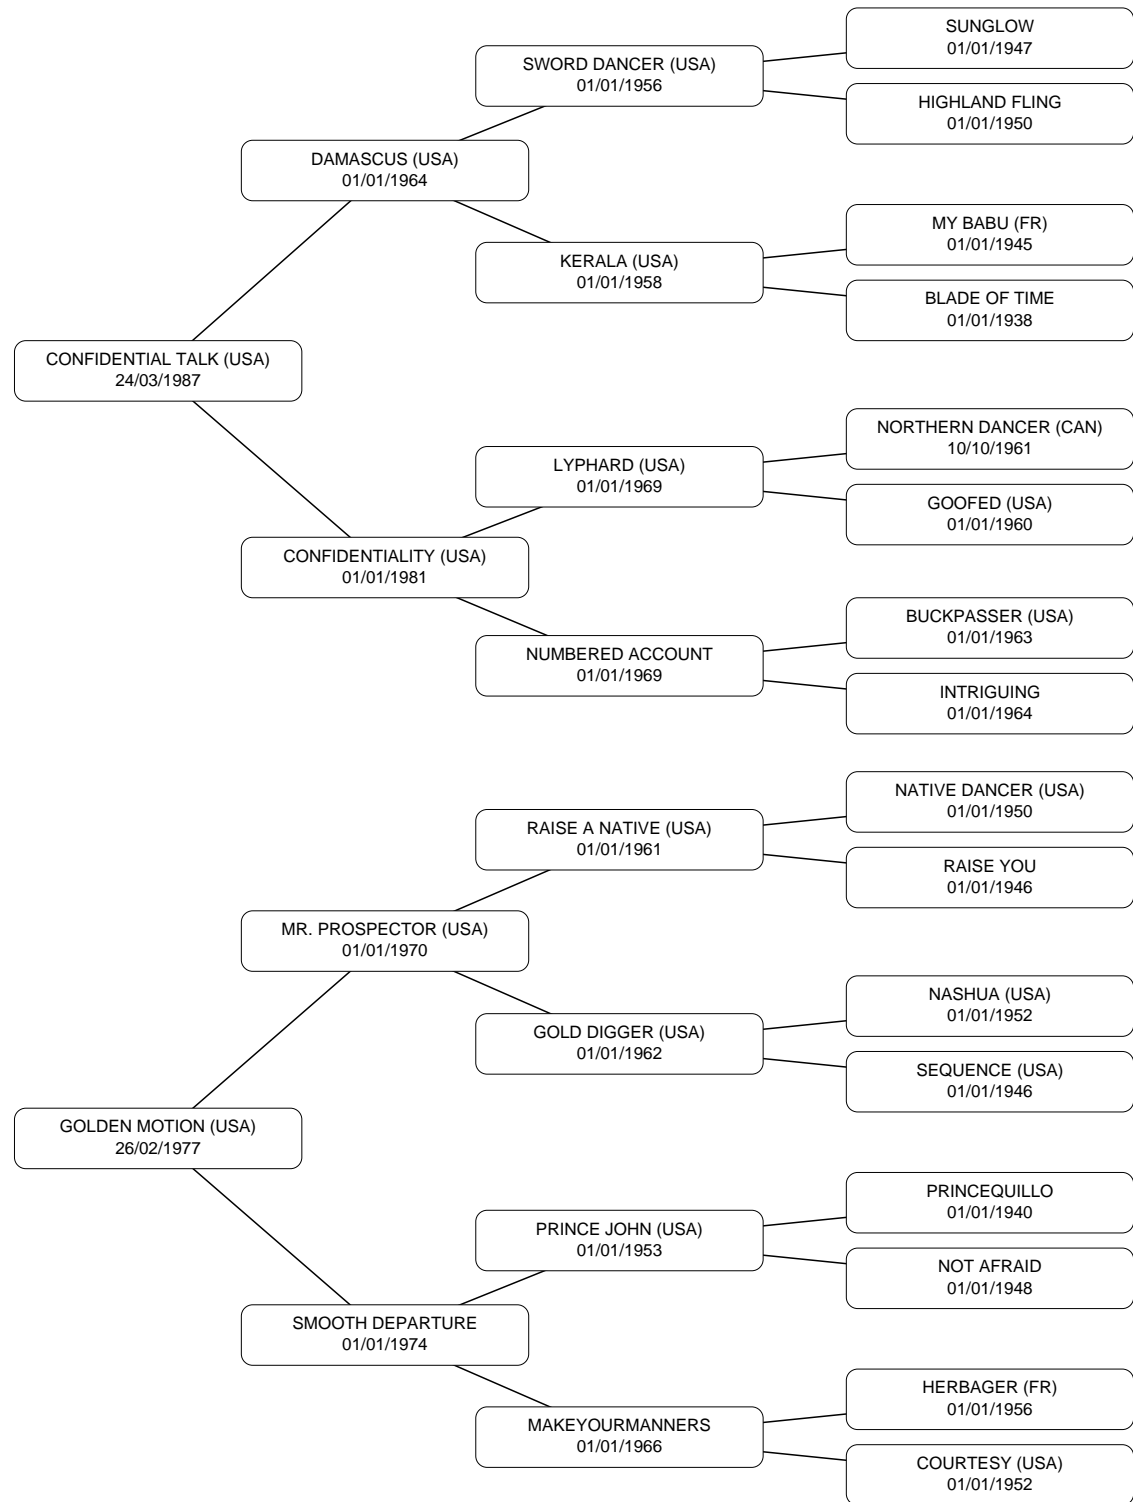 SUNGLOW
01/01/1947
SWORD DANCER (USA)
01/01/1956
HIGHLAND FLING
01/01/1950
DAMASCUS (USA)
01/01/1964
MY BABU (FR)
01/01/1945
KERALA (USA)
01/01/1958
BLADE OF TIME
01/01/1938
CONFIDENTIAL TALK (USA)
24/03/1987
NORTHERN DANCER (CAN)
10/10/1961
LYPHARD (USA)
01/01/1969
GOOFED (USA)
01/01/1960
CONFIDENTIALITY (USA)
01/01/1981
BUCKPASSER (USA)
01/01/1963
NUMBERED ACCOUNT
01/01/1969
INTRIGUING
01/01/1964
NATIVE DANCER (USA)
01/01/1950
RAISE A NATIVE (USA)
01/01/1961
RAISE YOU
01/01/1946
MR. PROSPECTOR (USA)
01/01/1970
NASHUA (USA)
01/01/1952
GOLD DIGGER (USA)
01/01/1962
SEQUENCE (USA)
01/01/1946
GOLDEN MOTION (USA)
26/02/1977
PRINCEQUILLO
01/01/1940
PRINCE JOHN (USA)
01/01/1953
NOT AFRAID
01/01/1948
SMOOTH DEPARTURE
01/01/1974
HERBAGER (FR)
01/01/1956
MAKEYOURMANNERS
01/01/1966
COURTESY (USA)
01/01/1952